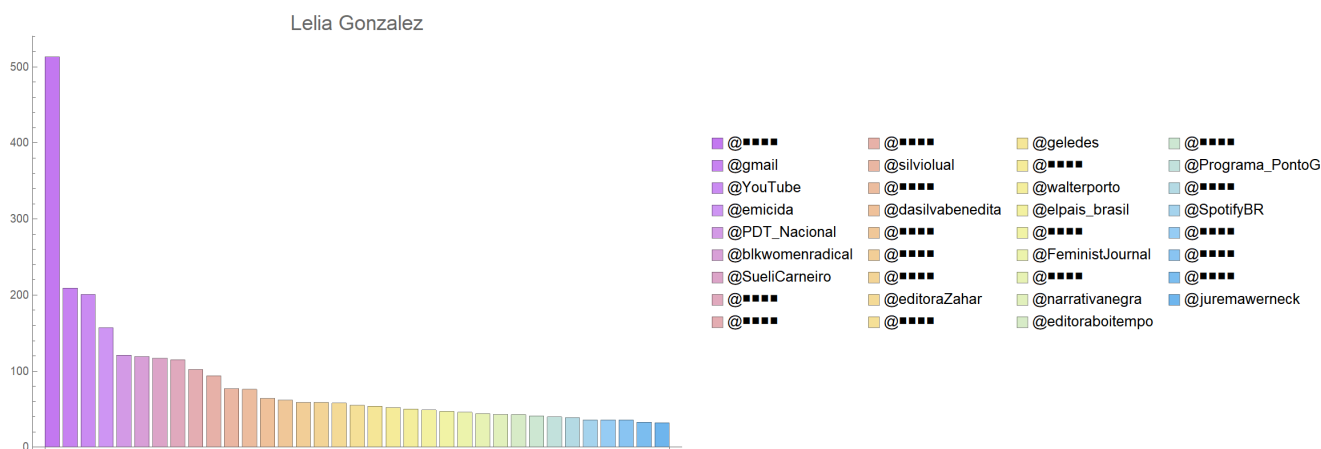 Lelia Gonzalez
500
400
300
200
100
0
@■■■■
@gmail
@YouTube
@emicida
@PDT_Nacional
@blkwomenradical
@SueliCarneiro
@■■■■
@■■■■
@■■■■
@silviolual
@■■■■
@dasilvabenedita
@■■■■
@■■■■
@■■■■
@editoraZahar
@■■■■
@geledes
@■■■■
@walterporto
@elpais_brasil
@■■■■
@FeministJournal
@■■■■
@narrativanegra
@editoraboitempo
@■■■■
@Programa_PontoG
@■■■■
@SpotifyBR
@■■■■
@■■■■
@■■■■
@juremawerneck